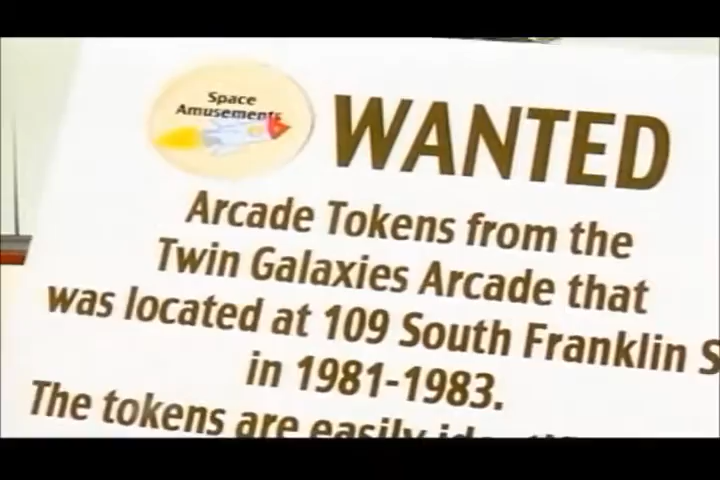 Space
Amusements
WANTED
Arcade Tokens from the
Twin Galaxies Arcade that
was located at 109 South Franklin S
in 1981-1983.
The tokens are easily